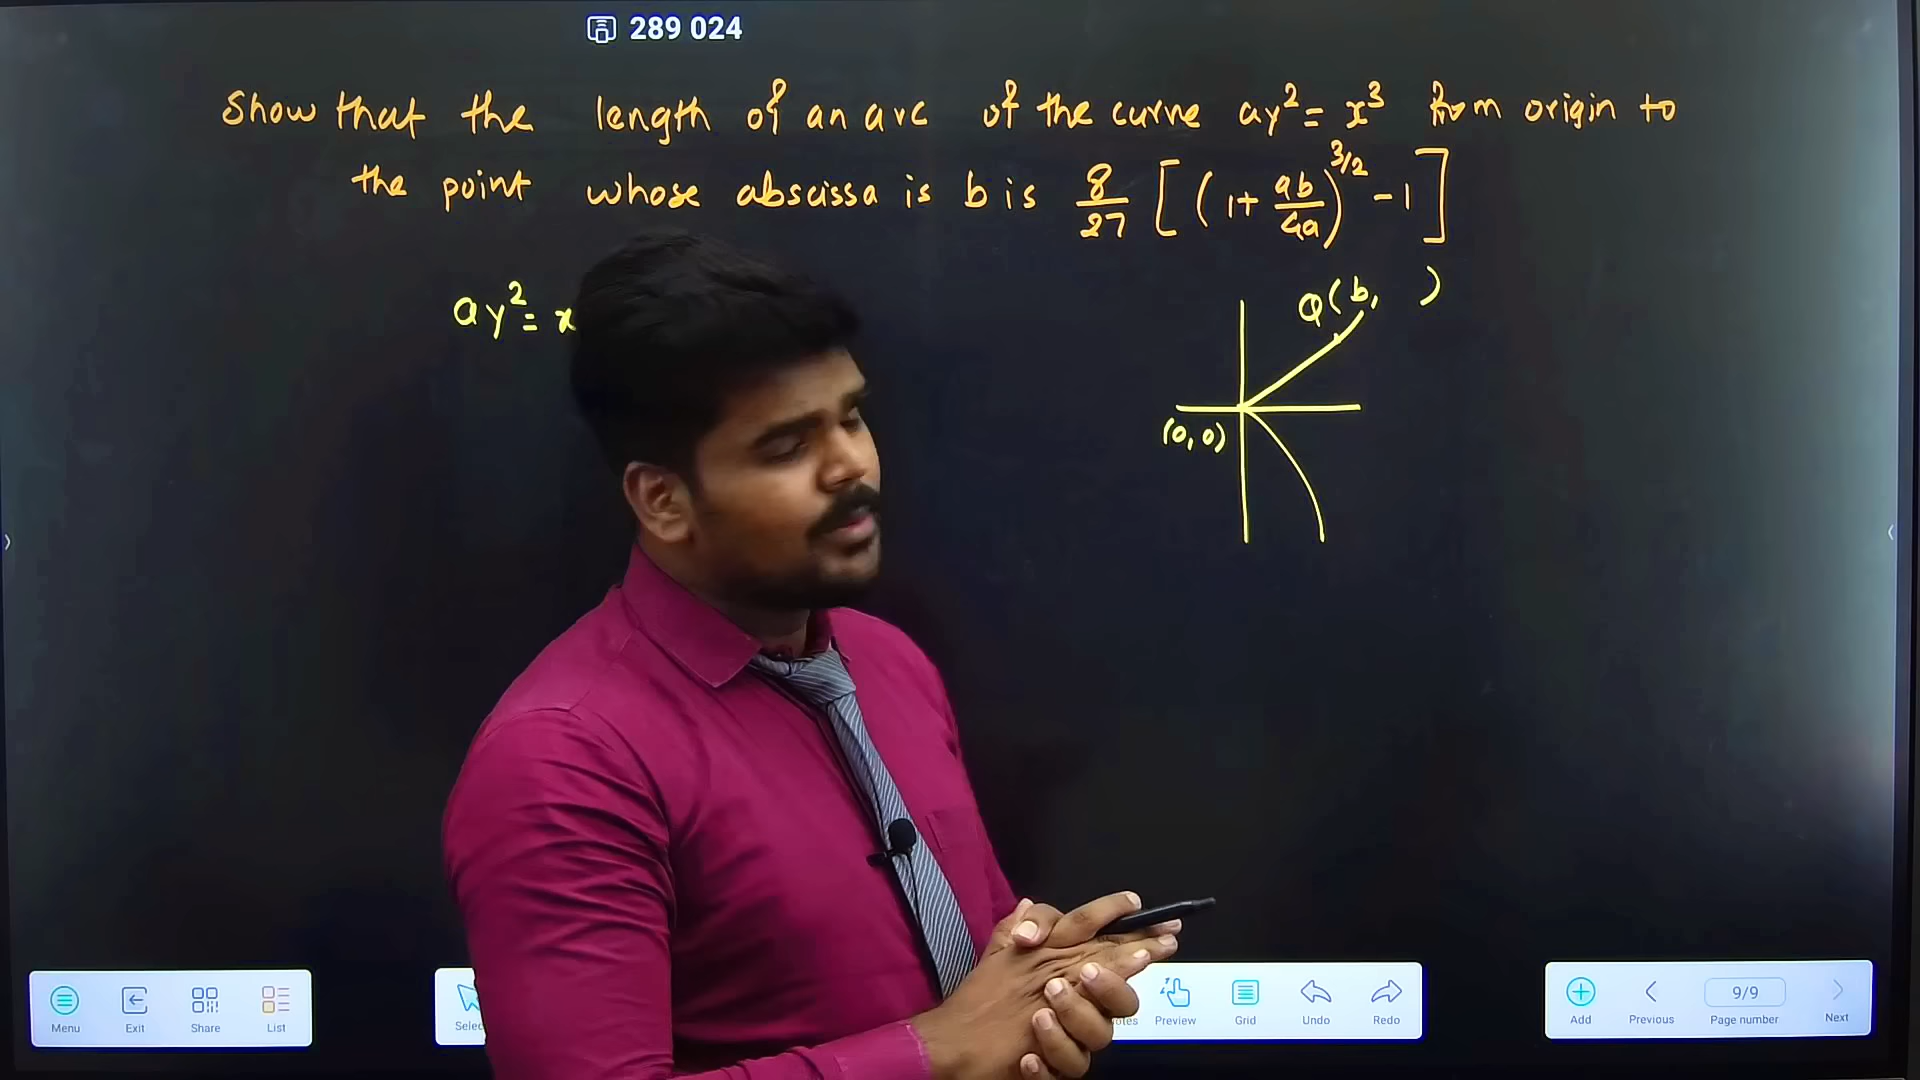 289 024
Show that the length of an arc of the curve ay² = x³ from origin to
the point whose abscissa is b is 8/27 [(1+ 9b/4a)^3/2 - 1]
ay² = x
Q(b, )
(0,0)
Menu Exit Share List Selec otes Preview Grid Undo Redo Add Previous 9/9 Page number Next